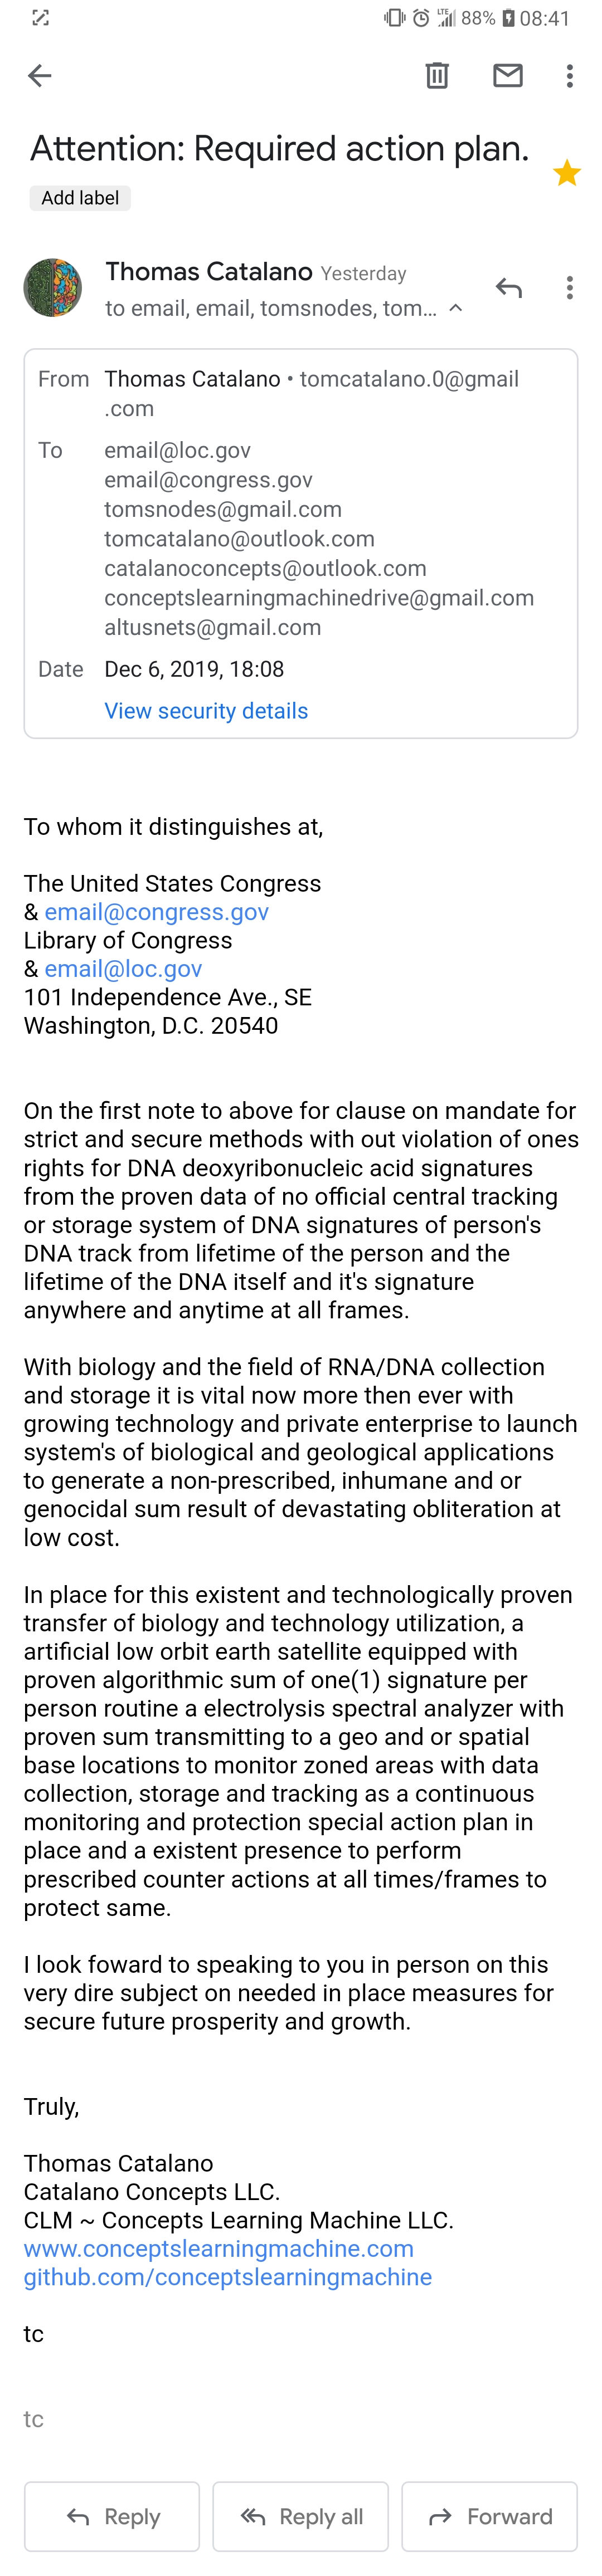 LTE 88% 08:41
Attention: Required action plan.
Add label
Thomas Catalano Yesterday
to email, email, tomsnodes, tom...
From Thomas Catalano • tomcatalano.0@gmail
.com
To email@loc.gov
email@congress.gov
tomsnodes@gmail.com
tomcatalano@outlook.com
catalanoconcepts@outlook.com
conceptslearningmachinedrive@gmail.com
altusnets@gmail.com
Date Dec 6, 2019, 18:08
View security details
To whom it distinguishes at,
The United States Congress
& email@congress.gov
Library of Congress
& email@loc.gov
101 Independence Ave., SE
Washington, D.C. 20540
On the first note to above for clause on mandate for
strict and secure methods with out violation of ones
rights for DNA deoxyribonucleic acid signatures
from the proven data of no official central tracking
or storage system of DNA signatures of person's
DNA track from lifetime of the person and the
lifetime of the DNA itself and it's signature
anywhere and anytime at all frames.
With biology and the field of RNA/DNA collection
and storage it is vital now more then ever with
growing technology and private enterprise to launch
system's of biological and geological applications
to generate a non-prescribed, inhumane and or
genocidal sum result of devastating obliteration at
low cost.
In place for this existent and technologically proven
transfer of biology and technology utilization, a
artificial low orbit earth satellite equipped with
proven algorithmic sum of one(1) signature per
person routine a electrolysis spectral analyzer with
proven sum transmitting to a geo and or spatial
base locations to monitor zoned areas with data
collection, storage and tracking as a continuous
monitoring and protection special action plan in
place and a existent presence to perform
prescribed counter actions at all times/frames to
protect same.
I look foward to speaking to you in person on this
very dire subject on needed in place measures for
secure future prosperity and growth.
Truly,
Thomas Catalano
Catalano Concepts LLC.
CLM ~ Concepts Learning Machine LLC.
www.conceptslearningmachine.com
github.com/conceptslearningmachine
tc
tc
Reply Reply all Forward